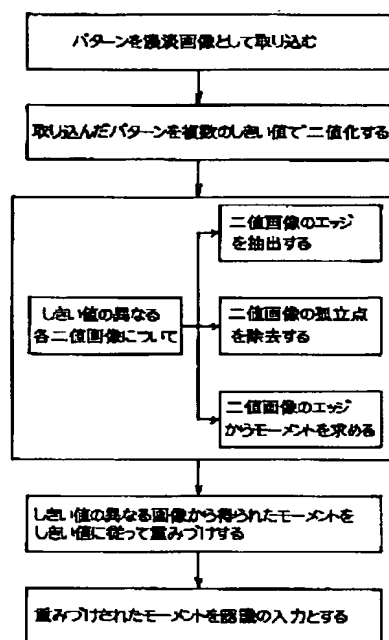 パターンを濃淡画像として取り込む
取り込んだパターンを複数のしきい値で二値化する
二値画像のエッジ
を抽出する
しきい値の異なる
各二値画像について
二値画像の孤立点
を除去する
二値画像のエッジ
からモーメントを求める
しきい値の異なる画像から得られたモーメントを
しきい値に従って重みづけする
重みづけされたモーメントを認識の入力とする